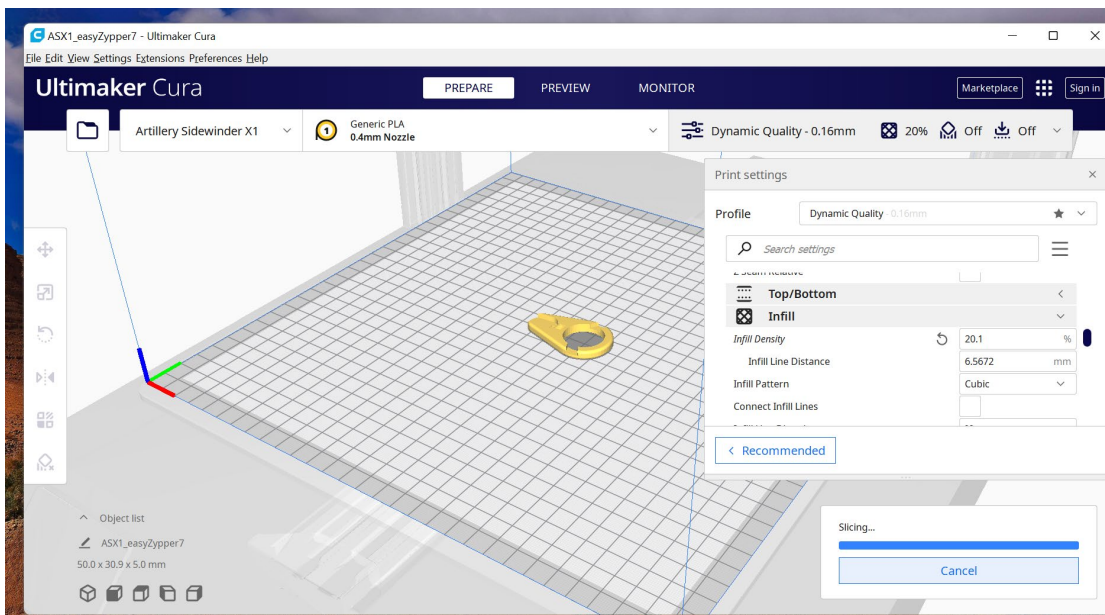 ASX1_easyZypper7 - Ultimaker Cura
File Edit View Settings Extensions Preferences Help
Ultimaker Cura
PREPARE PREVIEW MONITOR
Marketplace Sign in
Artillery Sidewinder X1
1
Generic PLA
0.4mm Nozzle
Dynamic Quality - 0.16mm 20% Off Off
Print settings
Profile Dynamic Quality - 0.16mm
Search settings
Z Seam Relative
Top/Bottom
Infill
Infill Density 20.1 %
Infill Line Distance 6.5672 mm
Infill Pattern Cubic
Connect Infill Lines
Recommended
Object list
ASX1_easyZypper7
50.0 x 30.9 x 5.0 mm
Slicing...
Cancel